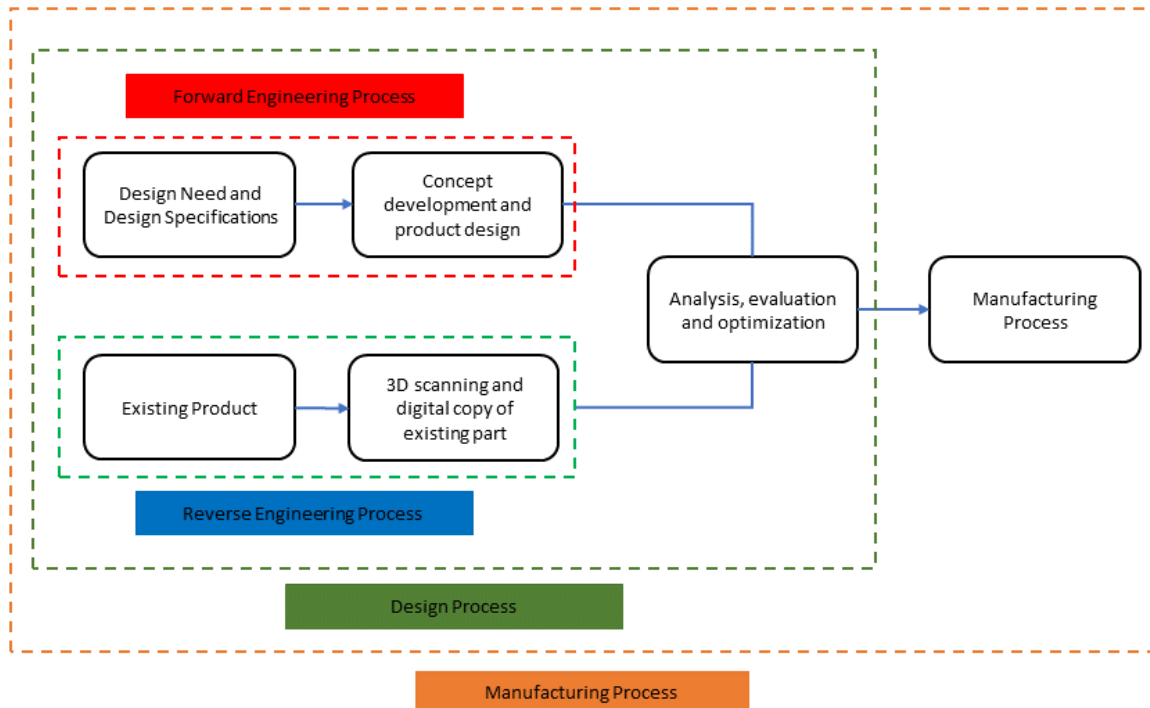 Forward Engineering Process
Design Need and
Design Specifications
Concept
development and
product design
Analysis, evaluation
and optimization
Manufacturing
Process
Existing Product
3D scanning and
digital copy of
existing part
Reverse Engineering Process
Design Process
Manufacturing Process